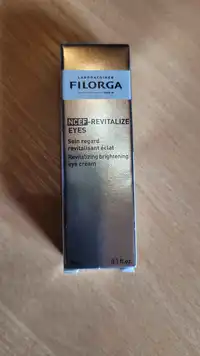 LABORATOIRES
FILORGA
NCEF-REVITALIZE
EYES
Soin regard
revitalisant éclat
Revitalizing brightening
eye cream